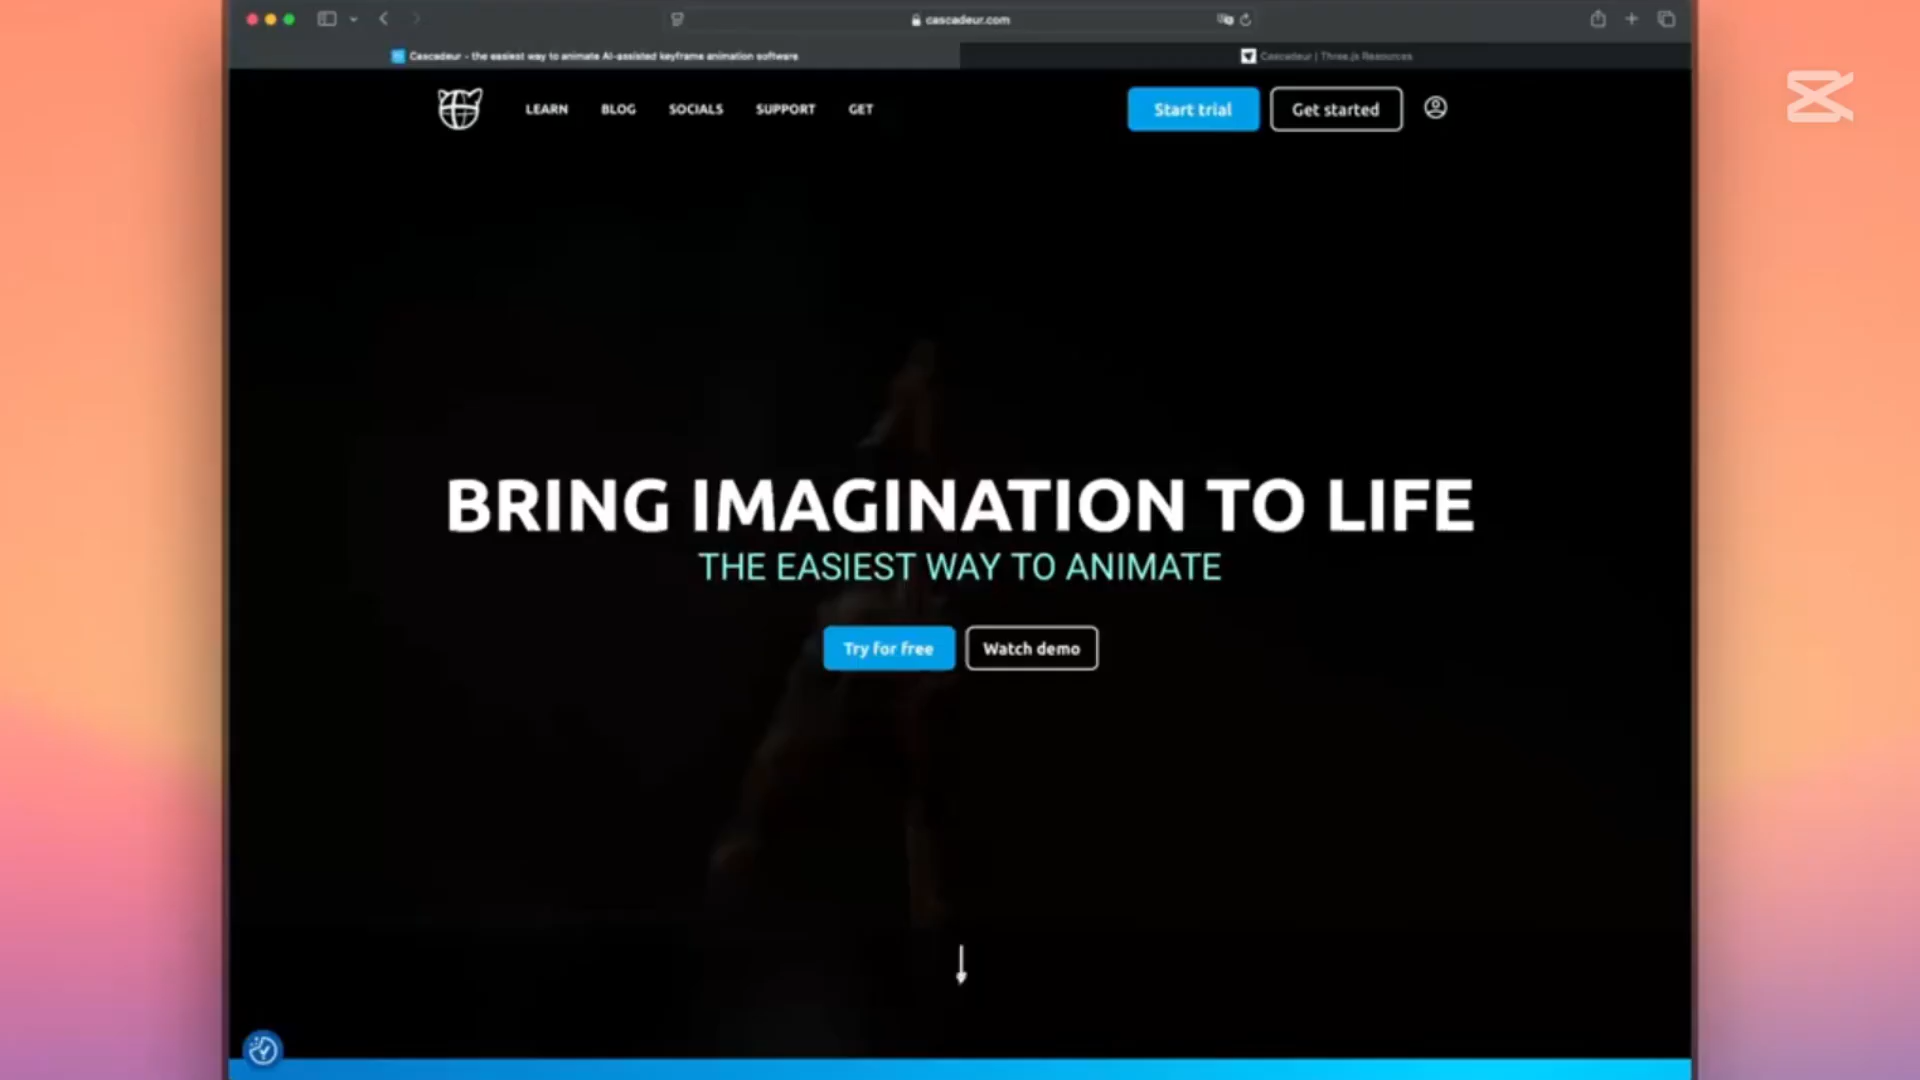 cascadeur.com
Cascadeur - the easiest way to animate AI-assisted keyframe animation software
Cascadeur | Three.js Resources
LEARN BLOG SOCIALS SUPPORT GET
Start trial
Get started
BRING IMAGINATION TO LIFE
THE EASIEST WAY TO ANIMATE
Try for free
Watch demo